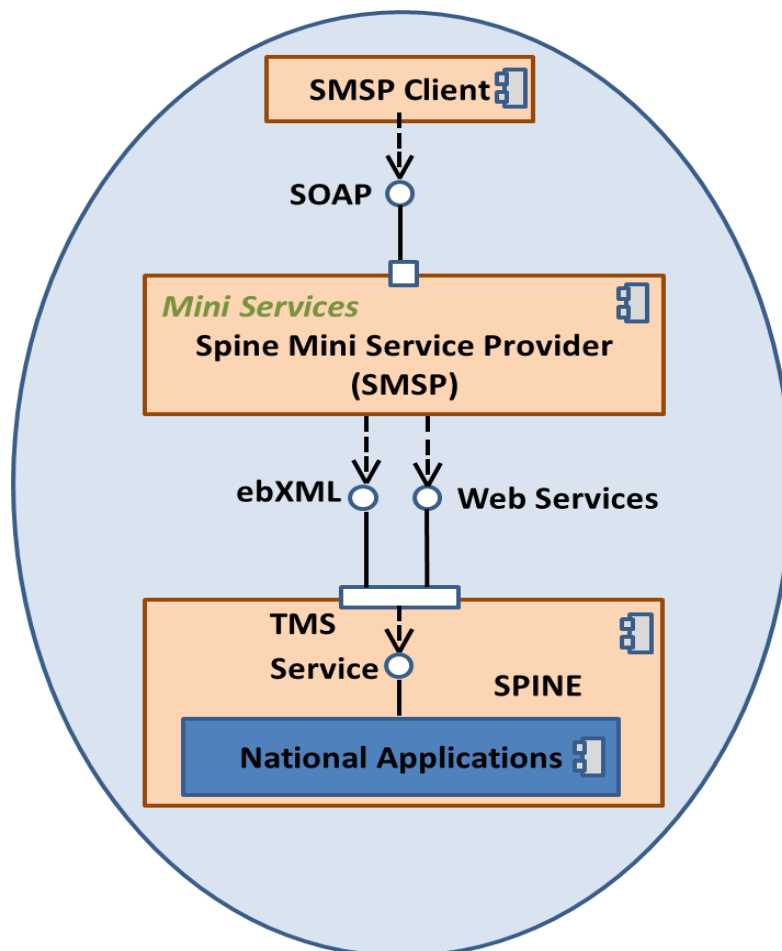 SMSP Client
SOAP
Mini Services
Spine Mini Service Provider
(SMSP)
ebXML
Web Services
TMS
Service
SPINE
National Applications